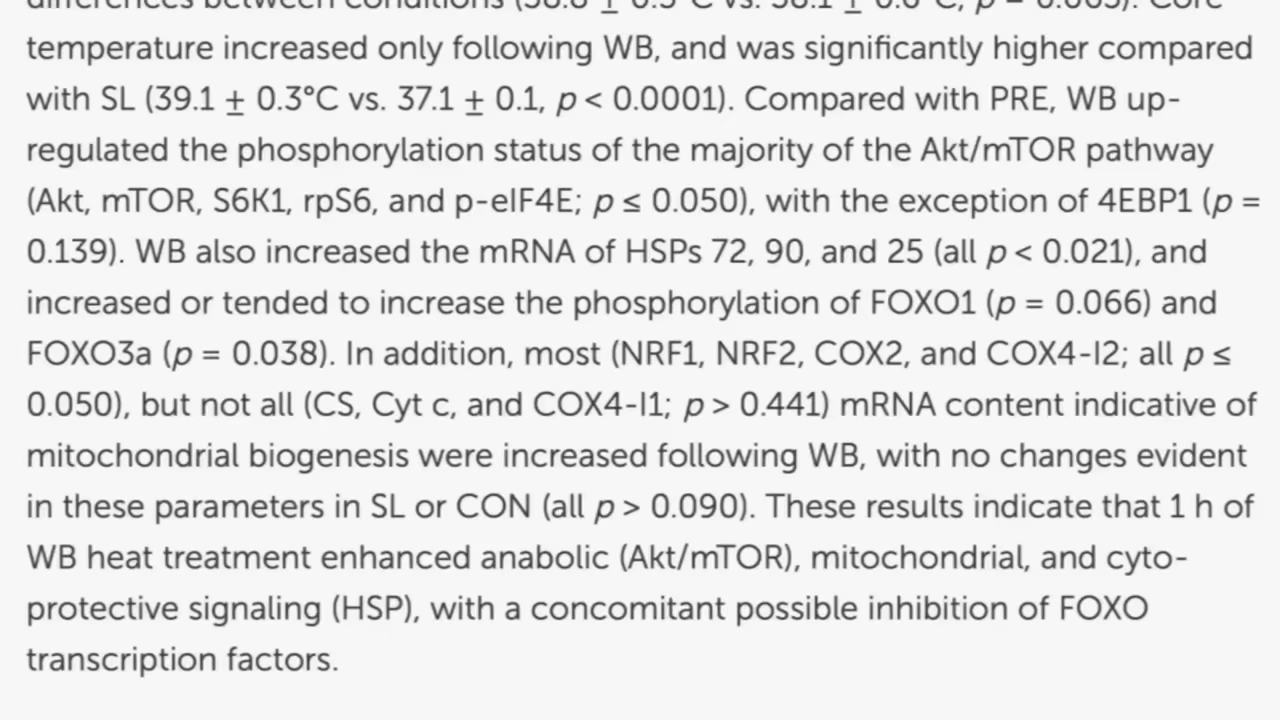 differences between conditions
temperature increased only following WB, and was significantly higher compared
with SL (39.1 ± 0.3°C vs. 37.1 ± 0.1, p < 0.0001). Compared with PRE, WB up-
regulated the phosphorylation status of the majority of the Akt/mTOR pathway
(Akt, mTOR, S6K1, rpS6, and p-eIF4E; p ≤ 0.050), with the exception of 4EBP1 (p =
0.139). WB also increased the mRNA of HSPs 72, 90, and 25 (all p < 0.021), and
increased or tended to increase the phosphorylation of FOXO1 (p = 0.066) and
FOXO3a (p = 0.038). In addition, most (NRF1, NRF2, COX2, and COX4-I2; all p ≤
0.050), but not all (CS, Cyt c, and COX4-I1; p > 0.441) mRNA content indicative of
mitochondrial biogenesis were increased following WB, with no changes evident
in these parameters in SL or CON (all p > 0.090). These results indicate that 1 h of
WB heat treatment enhanced anabolic (Akt/mTOR), mitochondrial, and cyto-
protective signaling (HSP), with a concomitant possible inhibition of FOXO
transcription factors.